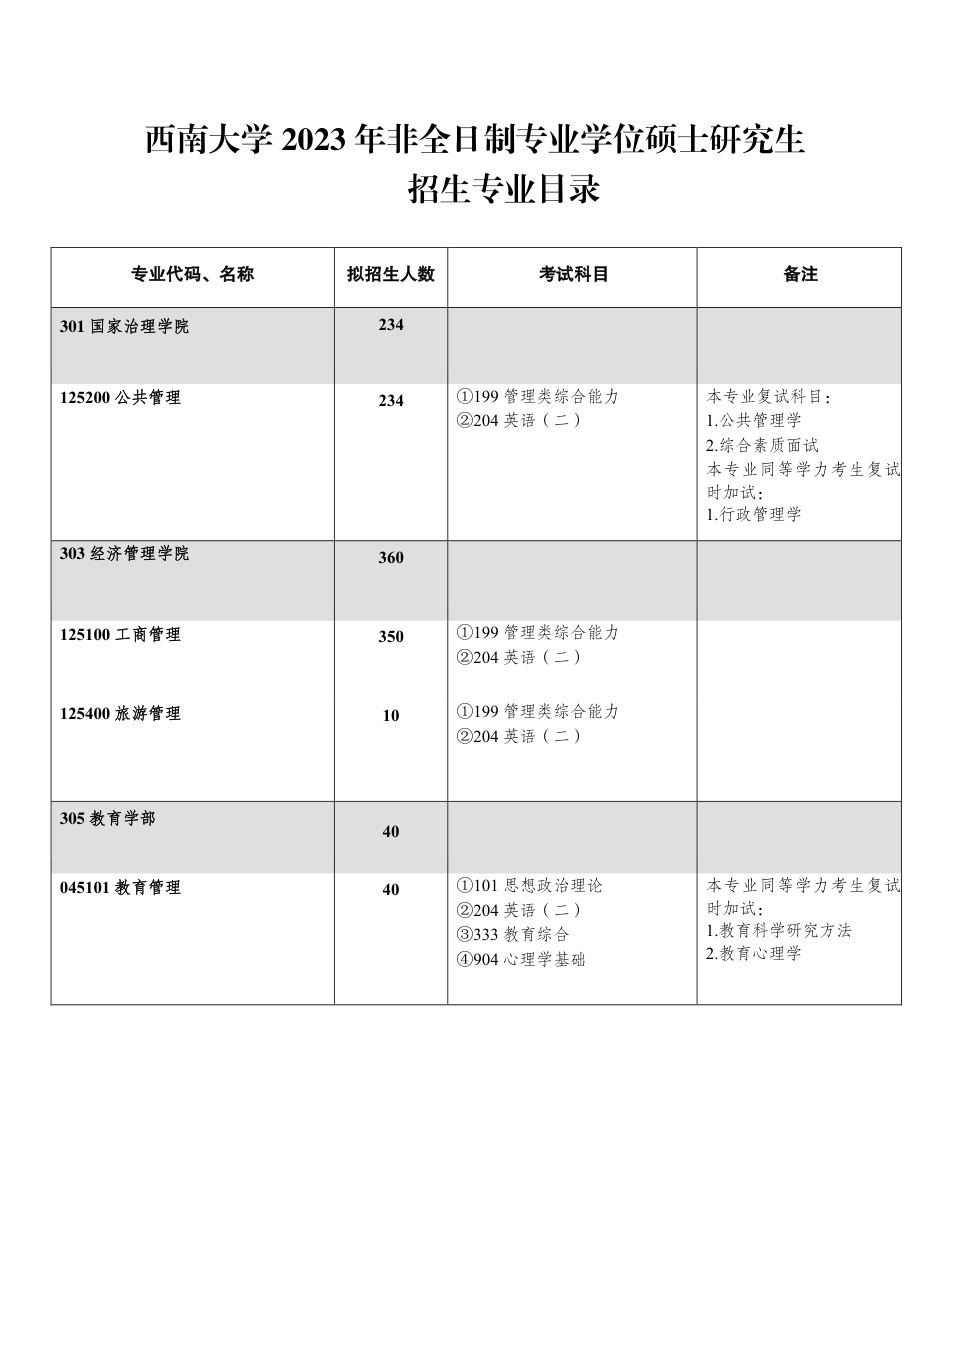 西南大学 2023 年非全日制专业学位硕士研究生
招生专业目录
专业代码、名称 拟招生人数 考试科目 备注
301 国家治理学院 234
125200 公共管理 234 ①199 管理类综合能力 本专业复试科目：
②204 英语（二） 1.公共管理学
2.综合素质面试
本专业同等学力考生复试
时加试：
1.行政管理学
303 经济管理学院 360
125100 工商管理 350 ①199 管理类综合能力
②204 英语（二）
125400 旅游管理 10 ①199 管理类综合能力
②204 英语（二）
305 教育学部 40
045101 教育管理 40 ①101 思想政治理论 本专业同等学力考生复试
②204 英语（二） 时加试：
③333 教育综合 1.教育科学研究方法
④904 心理学基础 2.教育心理学